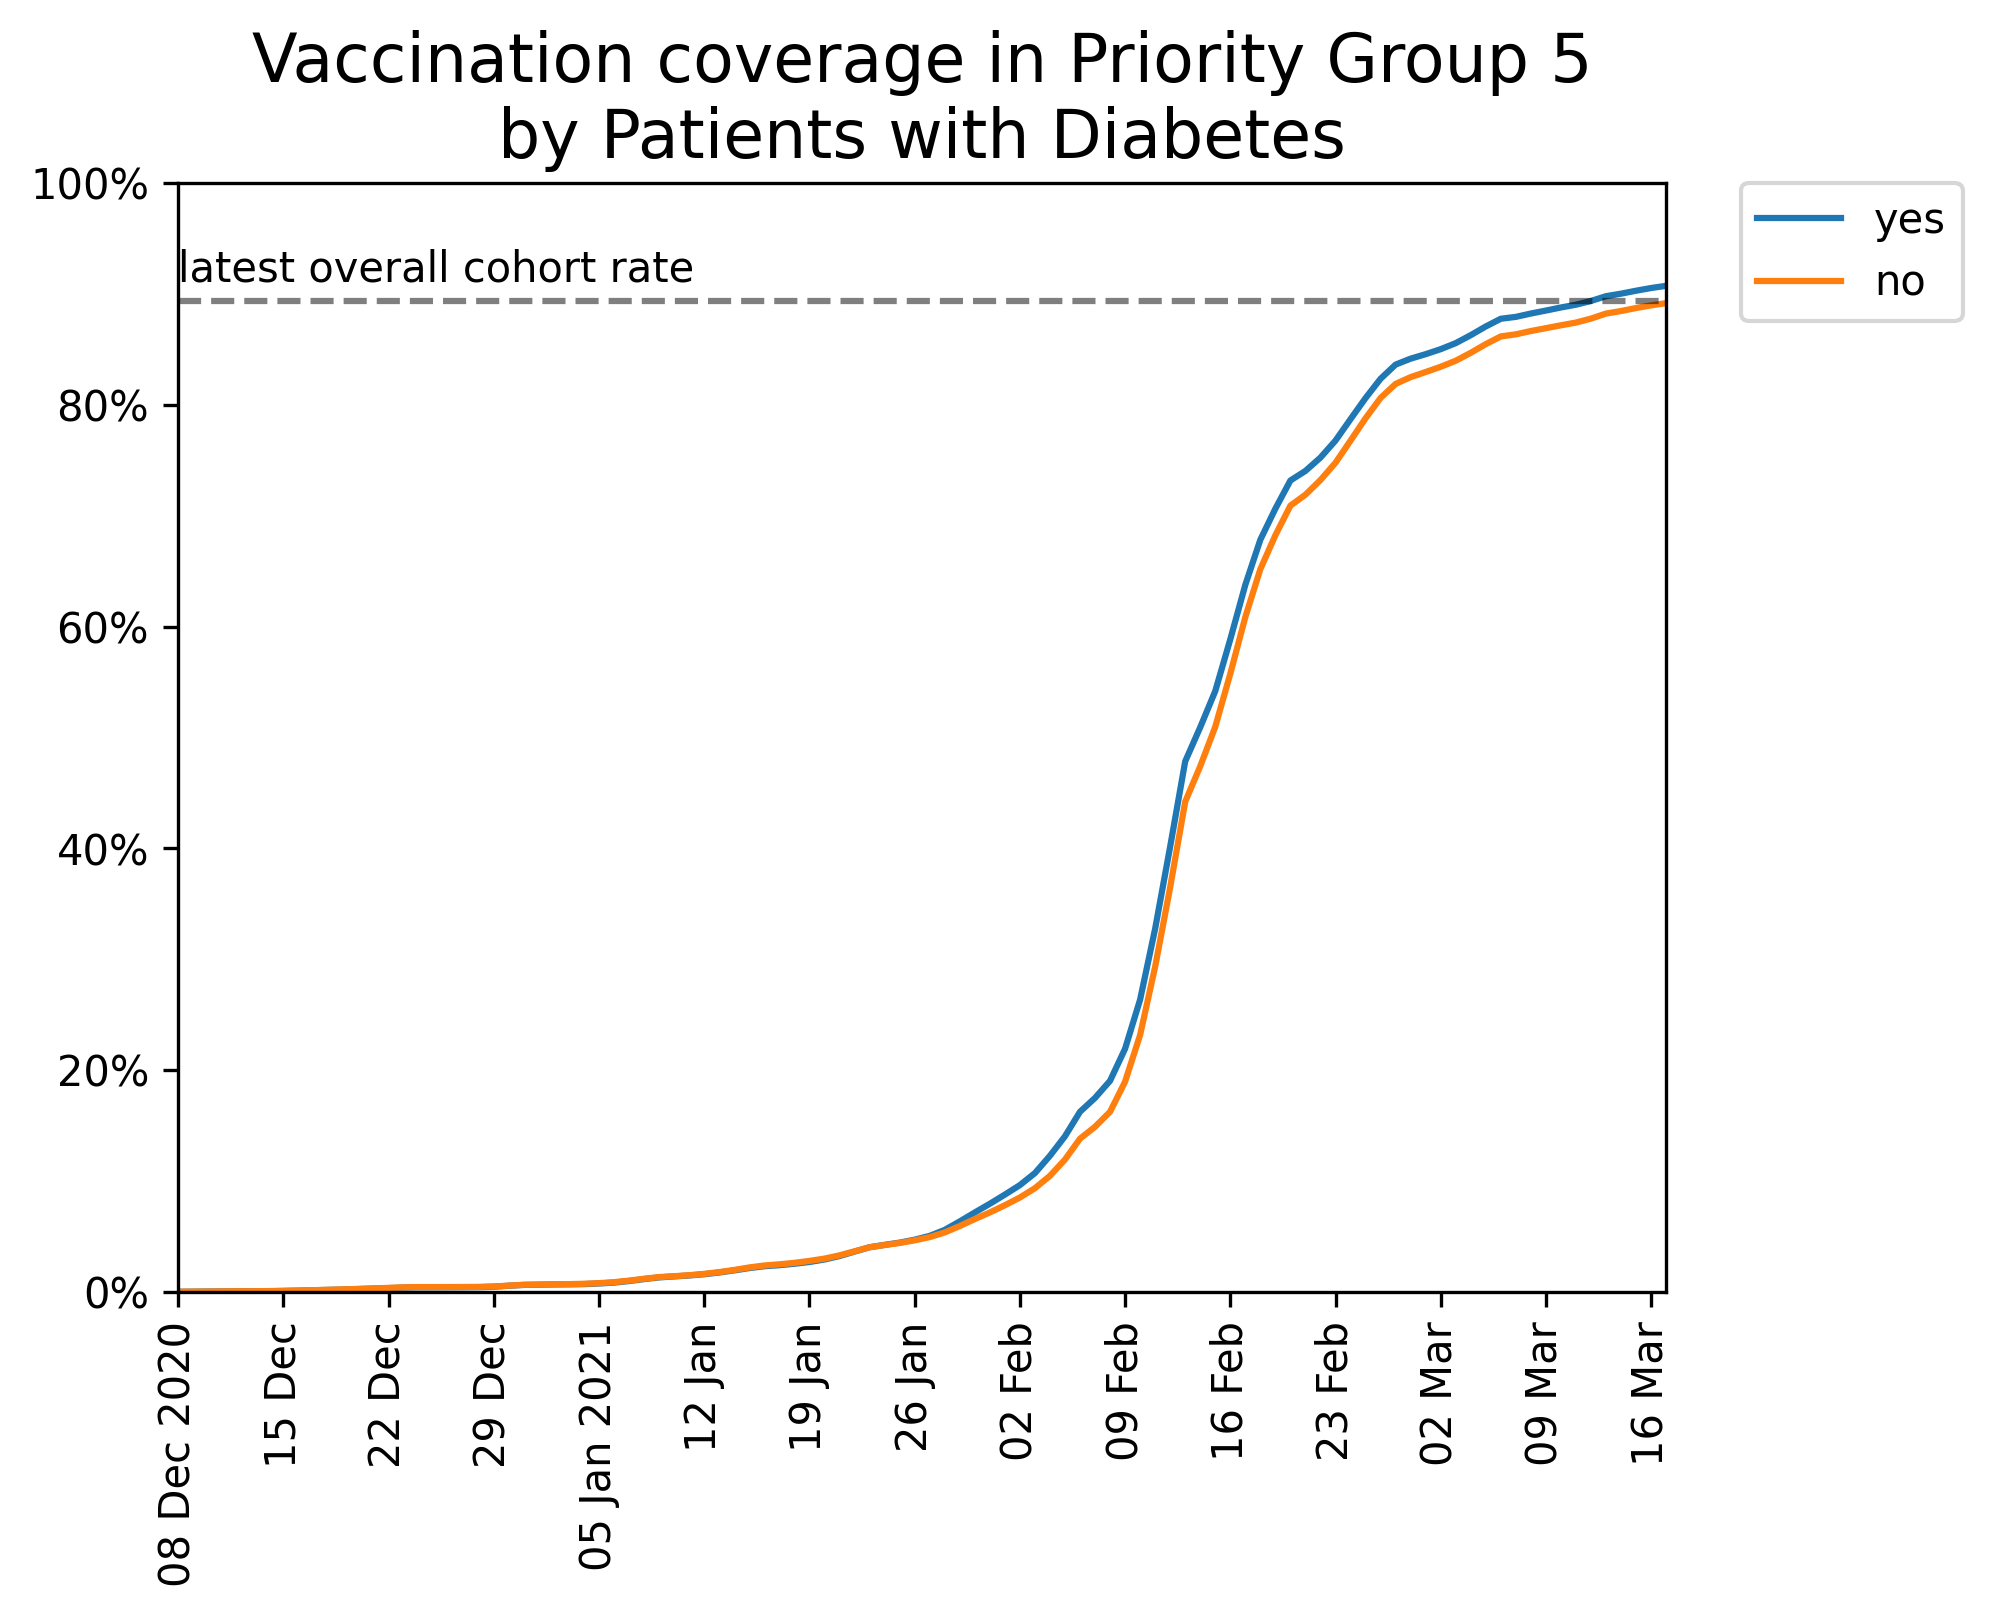 Vaccination coverage in Priority Group 5
by Patients with Diabetes
100%
80%
60%
40%
20%
0%
latest overall cohort rate
yes
no
08 Dec 2020
15 Dec
22 Dec
29 Dec
05 Jan 2021
12 Jan
19 Jan
26 Jan
02 Feb
09 Feb
16 Feb
23 Feb
02 Mar
09 Mar
16 Mar